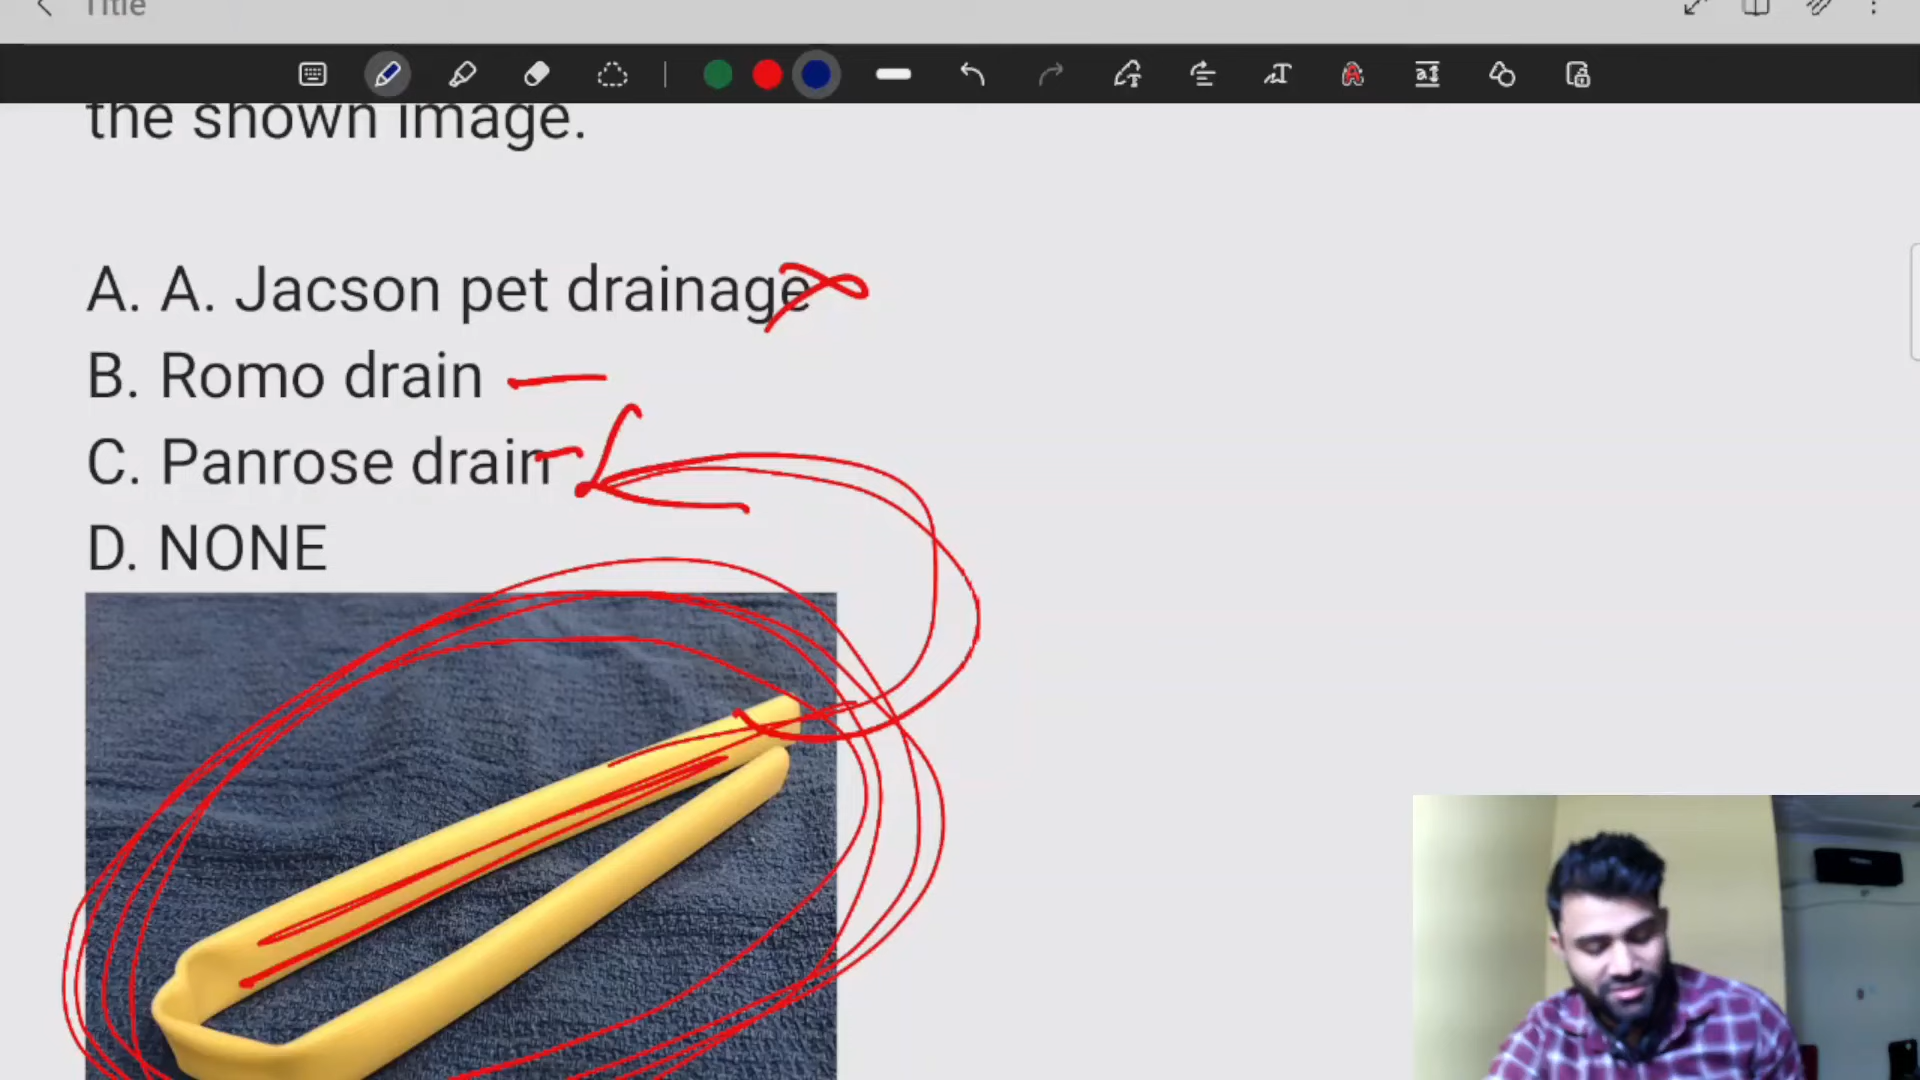 Title
the shown image.
A. A. Jacson pet drainage
B. Romo drain
C. Panrose drain
D. NONE